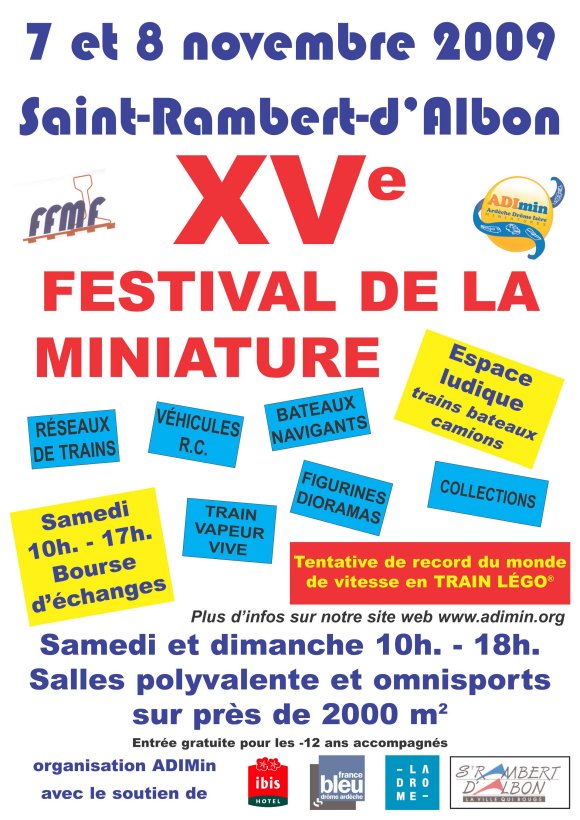 7 et 8 novembre 2009
Saint-Rambert-d'Albon
FFMF
XVe
ADImin
Ardèche Drôme Isère
MINIATURES
FESTIVAL DE LA
MINIATURE
Espace
ludique
trains bateaux
camions
RÉSEAUX
DE TRAINS
VÉHICULES
R.C.
BATEAUX
NAVIGANTS
FIGURINES
DIORAMAS
COLLECTIONS
Samedi
10h. - 17h.
Bourse
d'échanges
TRAIN
VAPEUR
VIVE
Tentative de record du monde
de vitesse en TRAIN LÉGO®
Plus d'infos sur notre site web www.adimin.org
Samedi et dimanche 10h. - 18h.
Salles polyvalente et omnisports
sur près de 2000 m²
Entrée gratuite pour les -12 ans accompagnés
organisation ADIMin
avec le soutien de
ibis
HOTEL
france
bleu
drôme ardèche
LA
DRO
ME
ST RAMBERT
D'ALBON
LA VILLE QUI BOUGE